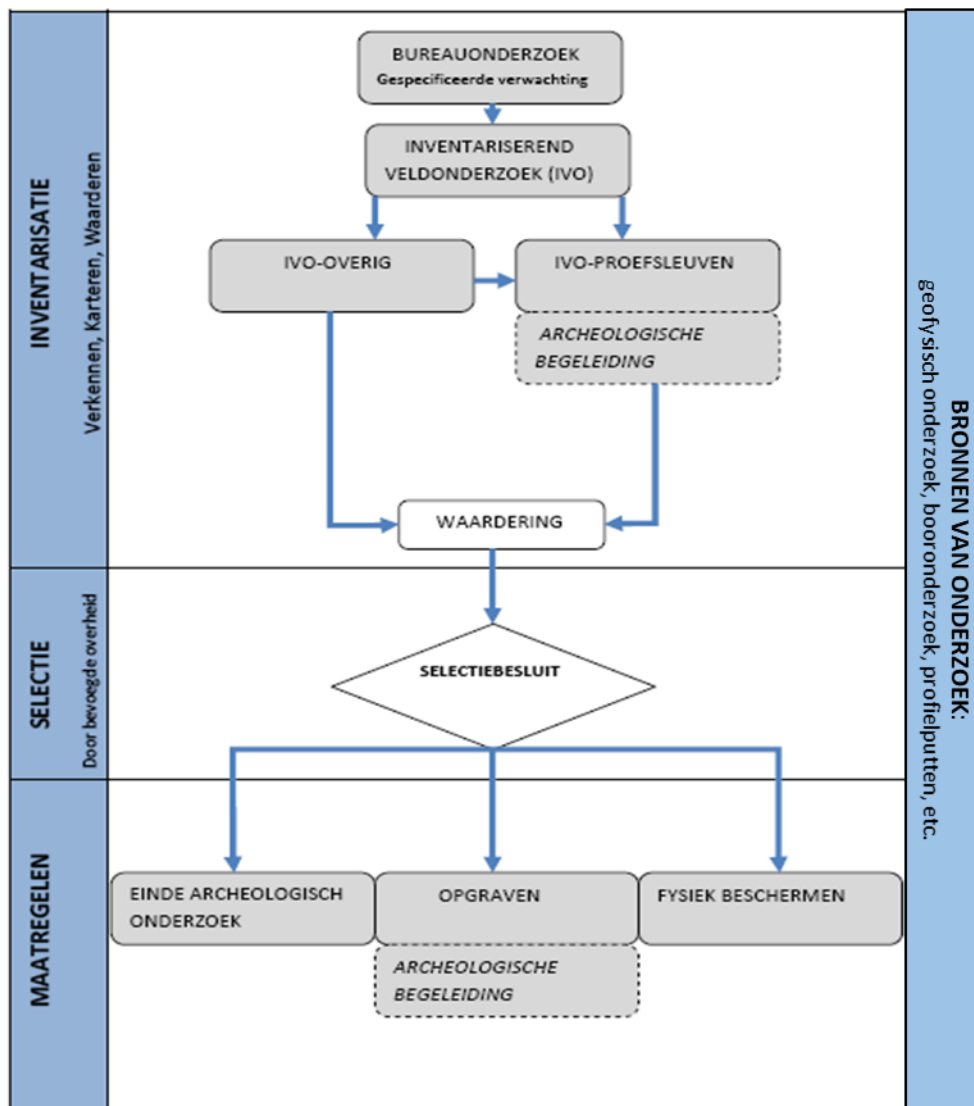 INVENTARISATIE
Verkennen, Karteren, Waarderen
BUREAUONDERZOEK
Gespecificeerde verwachting
INVENTARISEREND
VELDONDERZOEK (IVO)
IVO-OVERIG
IVO-PROEFSLEUVEN
ARCHEOLOGISCHE
BEGELEIDING
WAARDERING
SELECTIE
Door bevoegde overheid
SELECTIEBESLUIT
MAATREGELEN
EINDE ARCHEOLOGISCH
ONDERZOEK
OPGRAVEN
ARCHEOLOGISCHE
BEGELEIDING
FYSIEK BESCHERMEN
BRONNEN VAN ONDERZOEK:
geofysisch onderzoek, booronderzoek, profielputten, etc.